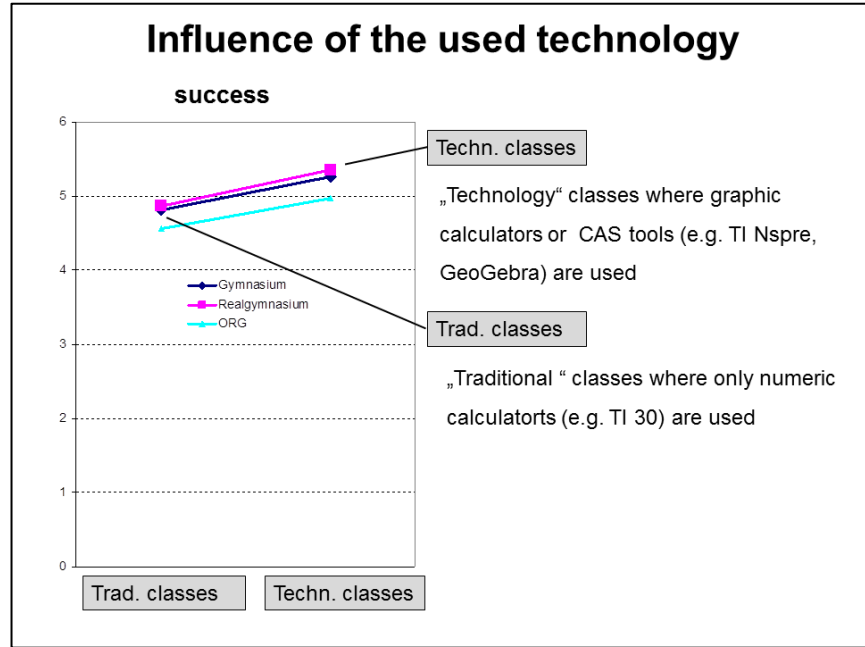 Influence of the used technology
success
6
5
4
3
2
1
0
Gymnasium
Realgymnasium
ORG
Trad. classes
Techn. classes
Techn. classes
„Technology“ classes where graphic
calculators or CAS tools (e.g. TI Nspre,
GeoGebra) are used
Trad. classes
„Traditional “ classes where only numeric
calculatorts (e.g. TI 30) are used